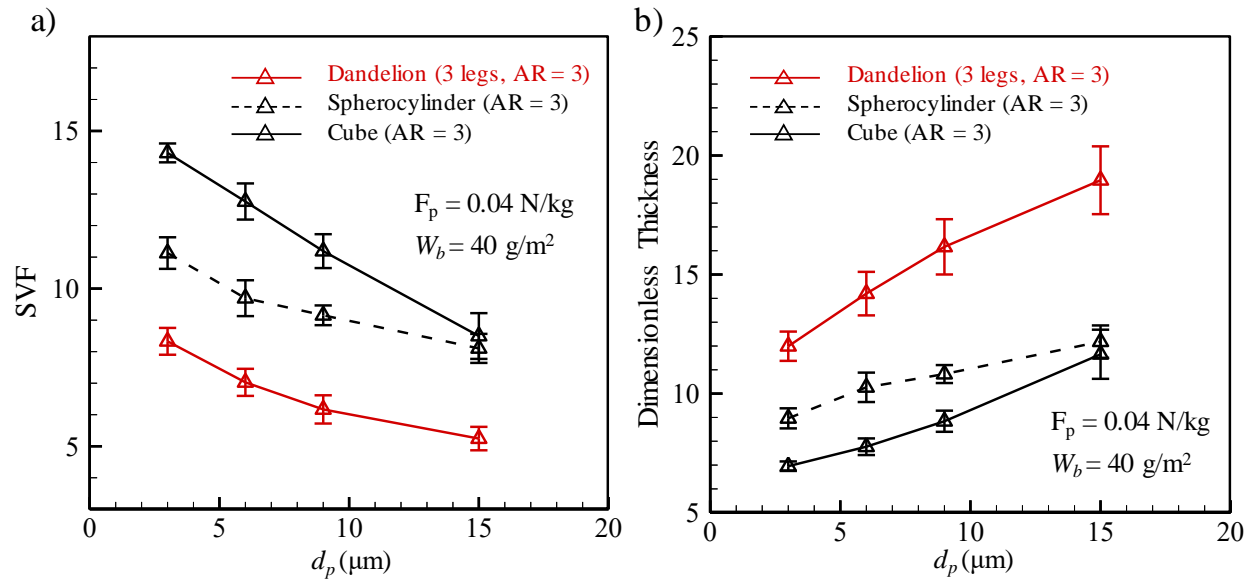 a)
Dandelion (3 legs, AR = 3)
Spherocylinder (AR = 3)
Cube (AR = 3)
F_p = 0.04 N/kg
W_b = 40 g/m²
SVF
15
10
5
0
5
10
15
20
d_p (μm)
b)
Dandelion (3 legs, AR = 3)
Spherocylinder (AR = 3)
Cube (AR = 3)
F_p = 0.04 N/kg
W_b = 40 g/m²
Dimensionless Thickness
25
20
15
10
5
0
5
10
15
20
d_p (μm)